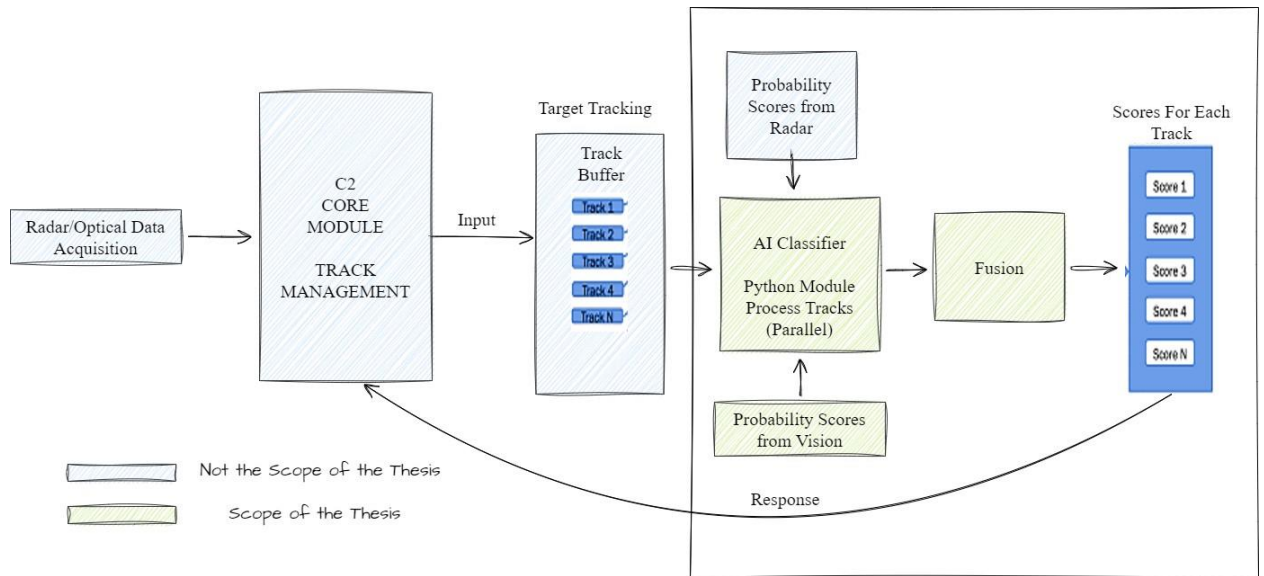 Radar/Optical Data
Acquisition
C2
CORE
MODULE
TRACK
MANAGEMENT
Input
Target Tracking
Track
Buffer
Track 1
Track 2
Track 3
Track 4
Track N
Probability
Scores from
Radar
AI Classifier
Python Module
Process Tracks
(Parallel)
Probability Scores
from Vision
Fusion
Scores For Each
Track
Score 1
Score 2
Score 3
Score 4
Score N
Response
Not the Scope of the Thesis
Scope of the Thesis